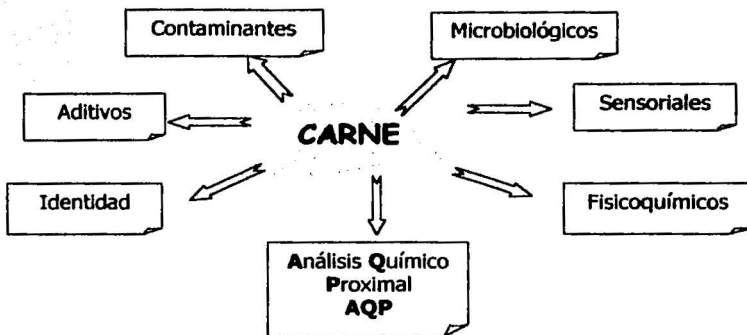 Contaminantes
Microbiológicos
Aditivos
Sensoriales
CARNE
Identidad
Fisicoquímicos
Análisis Químico
Proximal
AQP